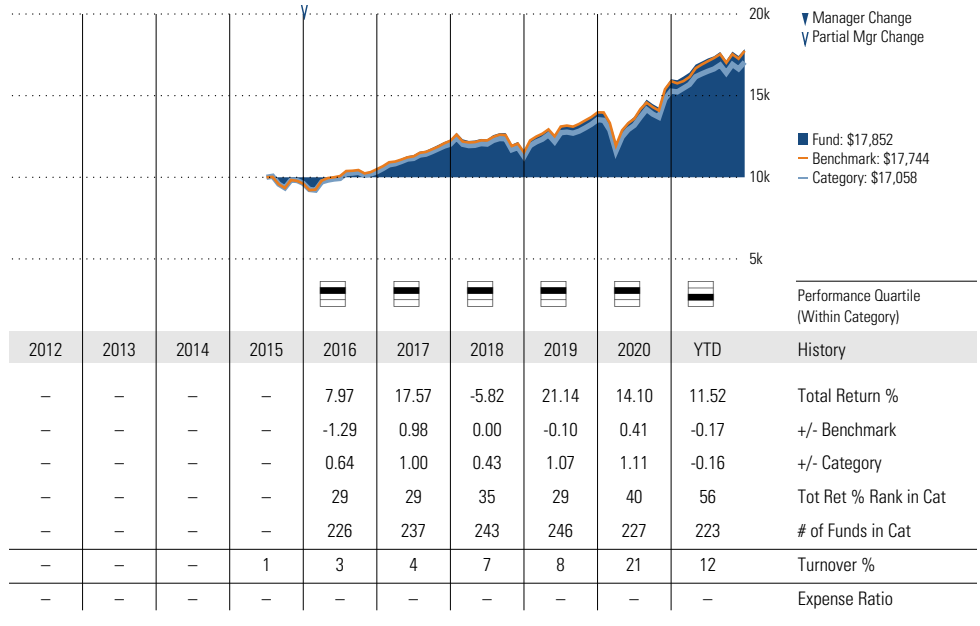 20k
▼ Manager Change
V Partial Mgr Change
15k
Fund: $17,852
Benchmark: $17,744
Category: $17,058
10k
5k
Performance Quartile
(Within Category)
2012 2013 2014 2015 2016 2017 2018 2019 2020 YTD History
– – – – 7.97 17.57 -5.82 21.14 14.10 11.52 Total Return %
– – – – -1.29 0.98 0.00 -0.10 0.41 -0.17 +/- Benchmark
– – – – 0.64 1.00 0.43 1.07 1.11 -0.16 +/- Category
– – – – 29 29 35 29 40 56 Tot Ret % Rank in Cat
– – – – 226 237 243 246 227 223 # of Funds in Cat
– – – 1 3 4 7 8 21 12 Turnover %
– – – – – – – – – – Expense Ratio